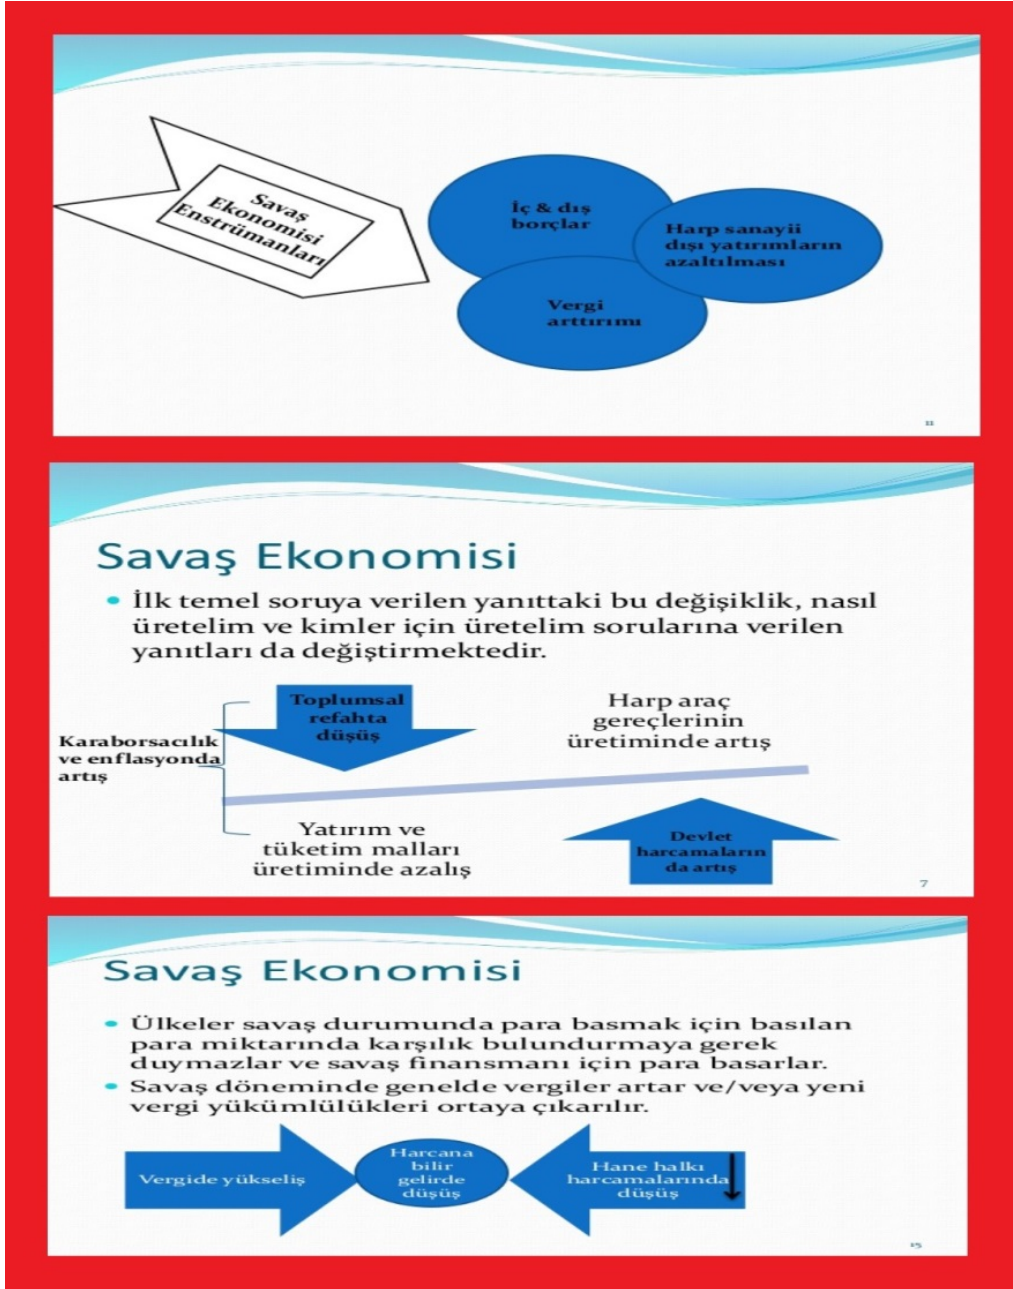 Savaş
Ekonomisi
Enstrümanları
İç & dış
borçlar
Harp sanayii
dışı yatırımların
azaltılması
Vergi
arttırımı
11
Savaş Ekonomisi
• İlk temel soruya verilen yanıttaki bu değişiklik, nasıl
üretelim ve kimler için üretelim sorularına verilen
yanıtları da değiştirmektedir.
Toplumsal
refahta
düşüş
Harp araç
gereçlerinin
üretiminde artış
Karaborsacılık
ve enflasyonda
artış
Yatırım ve
tüketim malları
üretiminde azalış
Devlet
harcamaların
da artış
7
Savaş Ekonomisi
• Ülkeler savaş durumunda para basmak için basılan
para miktarında karşılık bulundurmaya gerek
duymazlar ve savaş finansmanı için para basarlar.
• Savaş döneminde genelde vergiler artar ve/veya yeni
vergi yükümlülükleri ortaya çıkarılır.
Vergide yükseliş
Harcana
bilir
gelirde
düşüş
Hane halkı
harcamalarında
düşüş
15